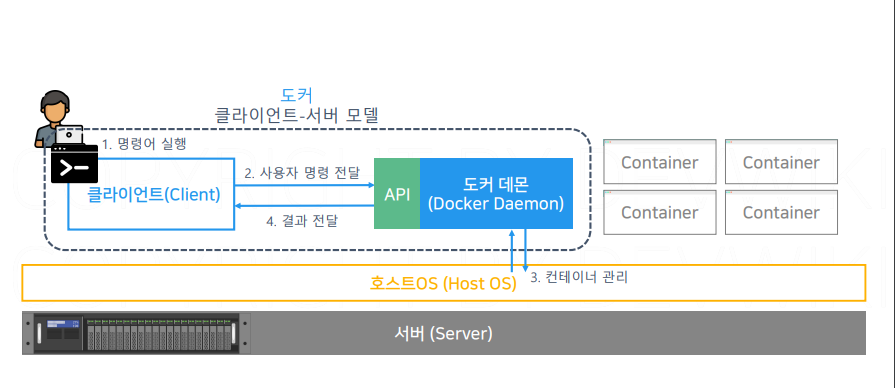 도커
클라이언트-서버 모델
1. 명령어 실행
클라이언트(Client)
2. 사용자 명령 전달
4. 결과 전달
API
도커 데몬
(Docker Daemon)
Container
Container
Container
Container
호스트OS (Host OS)
3. 컨테이너 관리
서버 (Server)